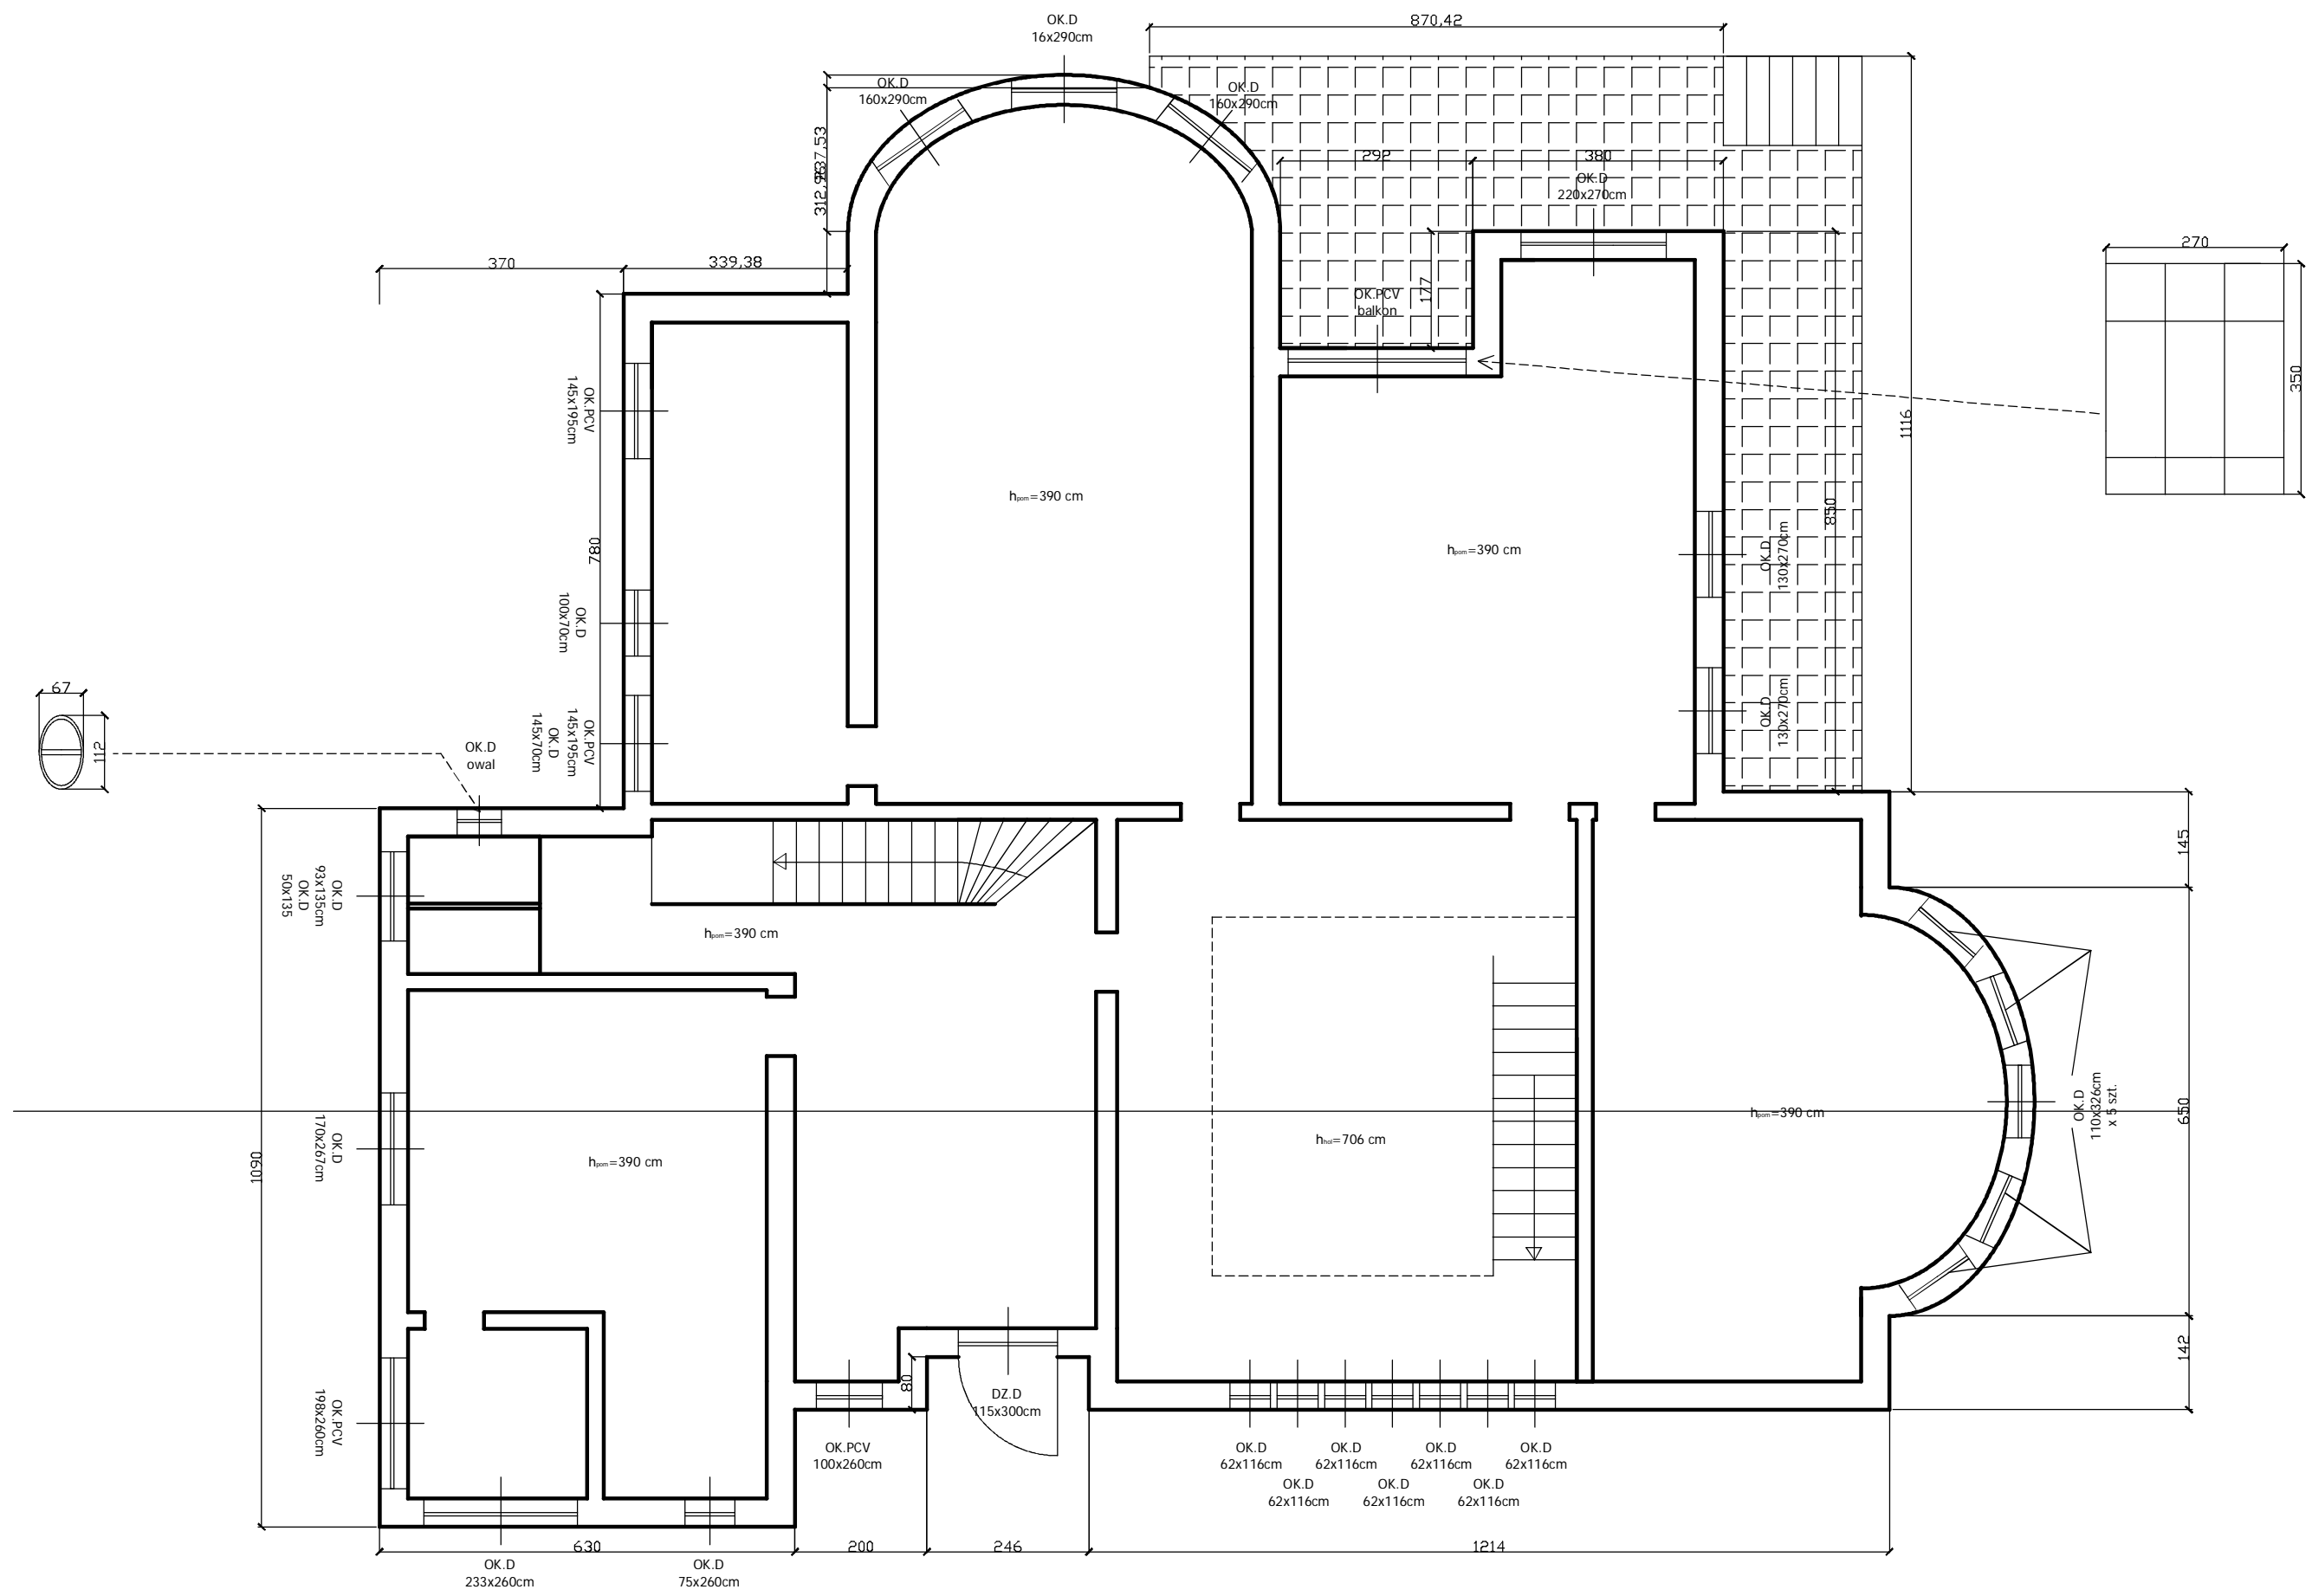 OK.D
16x290cm
870,42
OK.D
160x290cm
OK.D
160x290cm
292
380
OK.D
220x270cm
370
339,38
177
OK.PCV
balkon
270
350
OK.PCV
145x195cm
1116
hpom=390 cm
hpom=390 cm
850
780
OK.D
130x270cm
OK.D
100x70cm
67
112
OK.D
owal
OK.PCV
145x195cm
OK.D
145x70cm
OK.D
130x270cm
145
OK.D
93x135cm
OK.D
50x135
hpom=390 cm
OK.D
170x267cm
1090
hpom=390 cm
hhol=706 cm
hpom=390 cm
OK.D
110x326cm
x 5 szt.
650
142
80
DZ.D
115x300cm
OK.PCV
198x260cm
OK.PCV
100x260cm
OK.D
62x116cm
OK.D
62x116cm
OK.D
62x116cm
OK.D
62x116cm
OK.D
62x116cm
OK.D
62x116cm
OK.D
62x116cm
630
200
246
1214
OK.D
233x260cm
OK.D
75x260cm